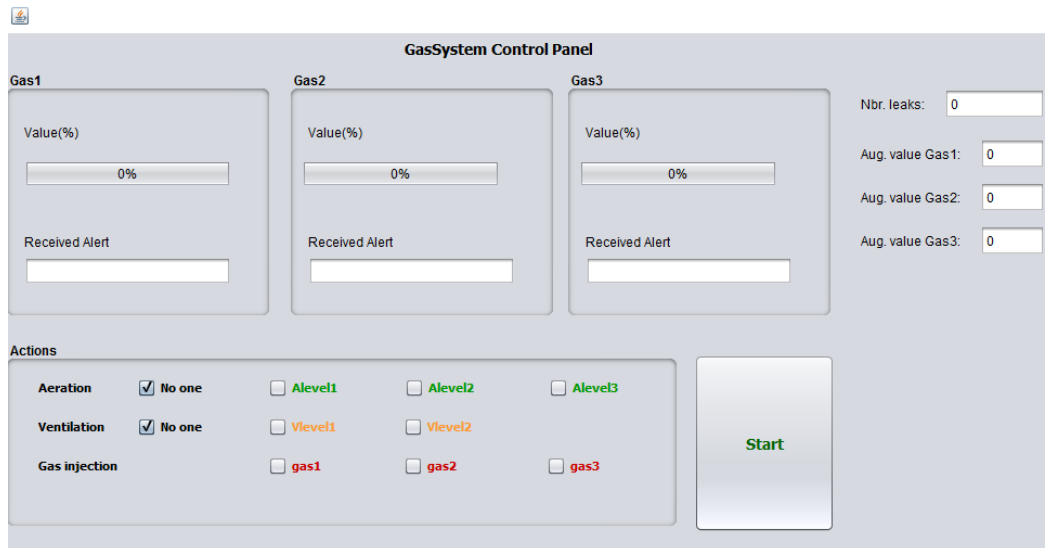 GasSystem Control Panel
Gas1
Gas2
Gas3
Value(%)
Value(%)
Value(%)
0%
0%
0%
Received Alert
Received Alert
Received Alert
Nbr. leaks: 0
Aug. value Gas1: 0
Aug. value Gas2: 0
Aug. value Gas3: 0
Actions
Aeration No one Alevel1 Alevel2 Alevel3
Ventilation No one Vlevel1 Vlevel2
Gas injection gas1 gas2 gas3
Start